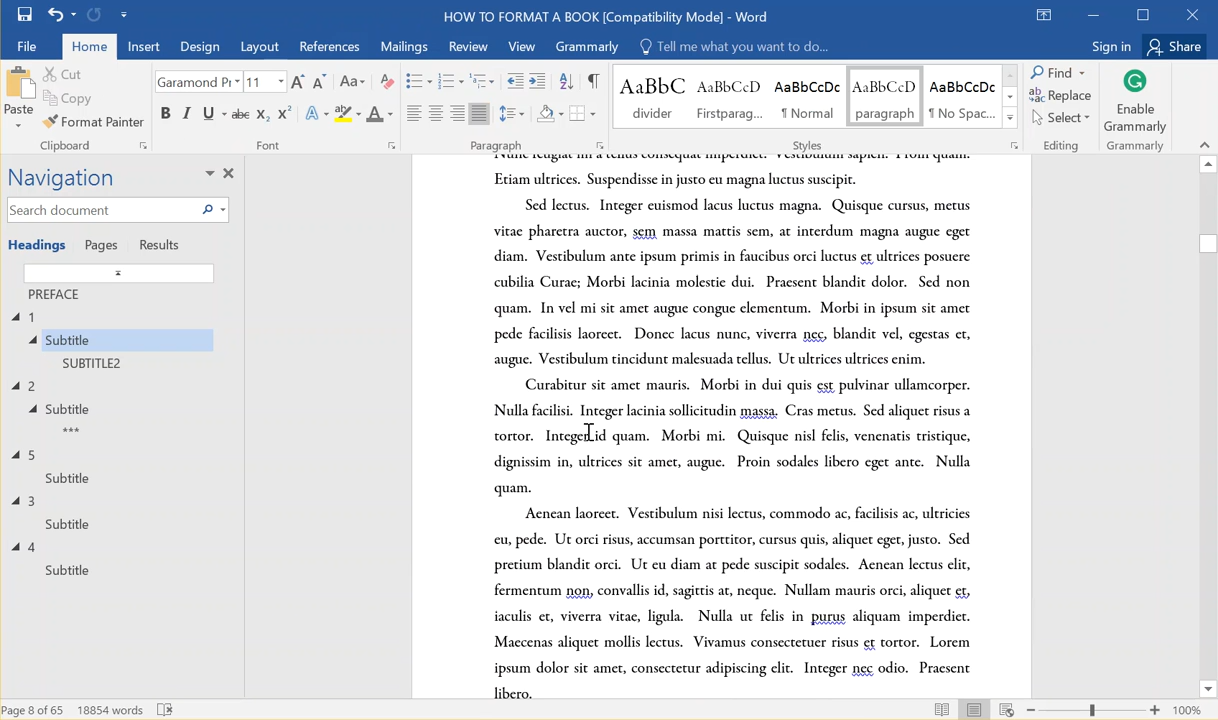 HOW TO FORMAT A BOOK [Compatibility Mode] - Word
File Home Insert Design Layout References Mailings Review View Grammarly Tell me what you want to do... Sign in Share
Paste Cut Copy Format Painter
Clipboard
Garamond Pr 11 Aa
B I U abc X₂ X² A A
Font
Paragraph
AaBbC AaBbCcD AaBbCcDc AaBbCcD AaBbCcDc
divider Firstparag... ¶ Normal paragraph ¶ No Spac...
Styles
Find
Replace
Select
Editing
Enable
Grammarly
Grammarly
Navigation
Search document
Headings Pages Results
PREFACE
1
Subtitle
SUBTITLE2
2
Subtitle
***
5
Subtitle
3
Subtitle
4
Subtitle
Nunc feugiat mi a tellus consequat imperdiet. Vestibulum sapien. Proin quam.
Etiam ultrices. Suspendisse in justo eu magna luctus suscipit.
Sed lectus. Integer euismod lacus luctus magna. Quisque cursus, metus
vitae pharetra auctor, sem massa mattis sem, at interdum magna augue eget
diam. Vestibulum ante ipsum primis in faucibus orci luctus et ultrices posuere
cubilia Curae; Morbi lacinia molestie dui. Praesent blandit dolor. Sed non
quam. In vel mi sit amet augue congue elementum. Morbi in ipsum sit amet
pede facilisis laoreet. Donec lacus nunc, viverra nec, blandit vel, egestas et,
augue. Vestibulum tincidunt malesuada tellus. Ut ultrices ultrices enim.
Curabitur sit amet mauris. Morbi in dui quis est pulvinar ullamcorper.
Nulla facilisi. Integer lacinia sollicitudin massa. Cras metus. Sed aliquet risus a
tortor. Integer id quam. Morbi mi. Quisque nisl felis, venenatis tristique,
dignissim in, ultrices sit amet, augue. Proin sodales libero eget ante. Nulla
quam.
Aenean laoreet. Vestibulum nisi lectus, commodo ac, facilisis ac, ultricies
eu, pede. Ut orci risus, accumsan porttitor, cursus quis, aliquet eget, justo. Sed
pretium blandit orci. Ut eu diam at pede suscipit sodales. Aenean lectus elit,
fermentum non, convallis id, sagittis at, neque. Nullam mauris orci, aliquet et,
iaculis et, viverra vitae, ligula. Nulla ut felis in purus aliquam imperdiet.
Maecenas aliquet mollis lectus. Vivamus consectetuer risus et tortor. Lorem
ipsum dolor sit amet, consectetur adipiscing elit. Integer nec odio. Praesent
libero.
Page 8 of 65 18854 words 100%